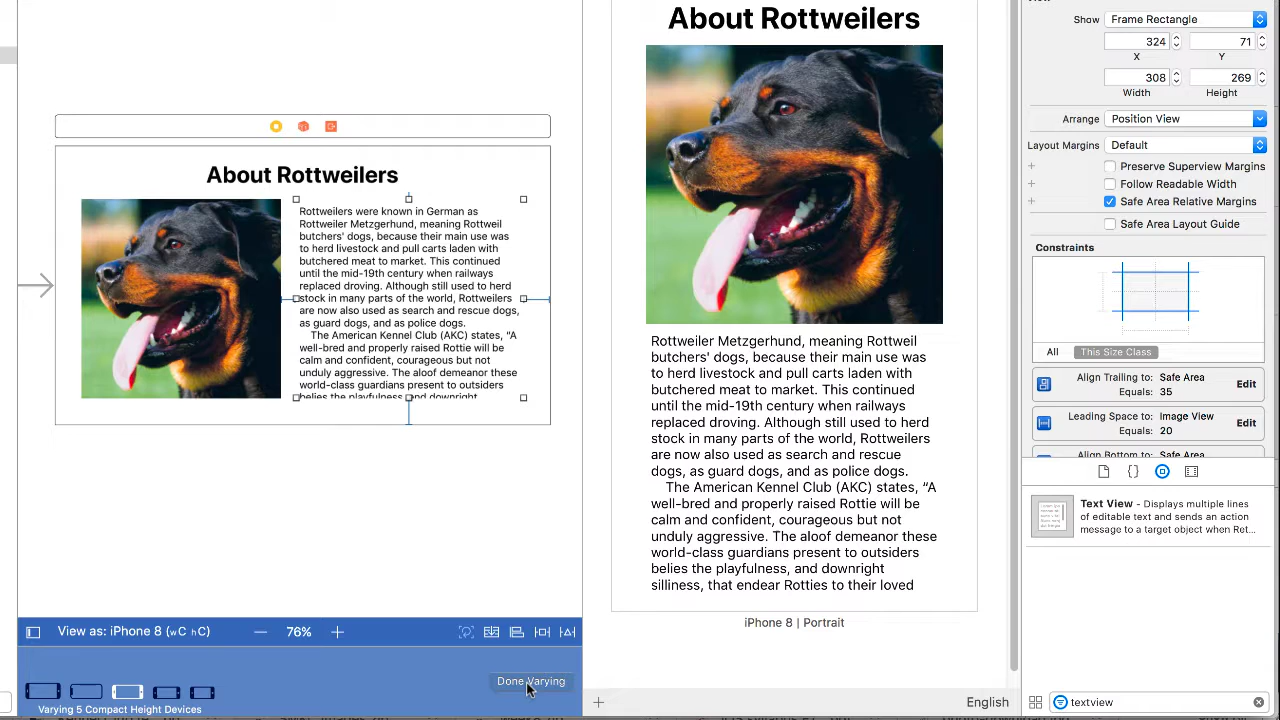 About Rottweilers
Rottweilers were known in German as
Rottweiler Metzgerhund, meaning Rottweil
butchers' dogs, because their main use was
to herd livestock and pull carts laden with
butchered meat to market. This continued
until the mid-19th century when railways
replaced droving. Although still used to herd
stock in many parts of the world, Rottweilers
are now also used as search and rescue dogs,
as guard dogs, and as police dogs.
The American Kennel Club (AKC) states, “A
well-bred and properly raised Rottie will be
calm and confident, courageous but not
unduly aggressive. The aloof demeanor these
world-class guardians present to outsiders
belies the playfulness, and downright
View as: iPhone 8 (wC hC)
76%
Done Varying
Varying 5 Compact Height Devices
About Rottweilers
Rottweiler Metzgerhund, meaning Rottweil
butchers' dogs, because their main use was
to herd livestock and pull carts laden with
butchered meat to market. This continued
until the mid-19th century when railways
replaced droving. Although still used to herd
stock in many parts of the world, Rottweilers
are now also used as search and rescue
dogs, as guard dogs, and as police dogs.
The American Kennel Club (AKC) states, “A
well-bred and properly raised Rottie will be
calm and confident, courageous but not
unduly aggressive. The aloof demeanor these
world-class guardians present to outsiders
belies the playfulness, and downright
silliness, that endear Rotties to their loved
iPhone 8 | Portrait
English
Show Frame Rectangle
324 71
X Y
308 269
Width Height
Arrange Position View
Layout Margins Default
Preserve Superview Margins
Follow Readable Width
Safe Area Relative Margins
Safe Area Layout Guide
Constraints
All This Size Class
Align Trailing to: Safe Area Edit
Equals: 35
Leading Space to: Image View Edit
Equals: 20
Align Bottom to: Safe Area
Text View - Displays multiple lines
of editable text and sends an action
message to a target object when Ret...
textview